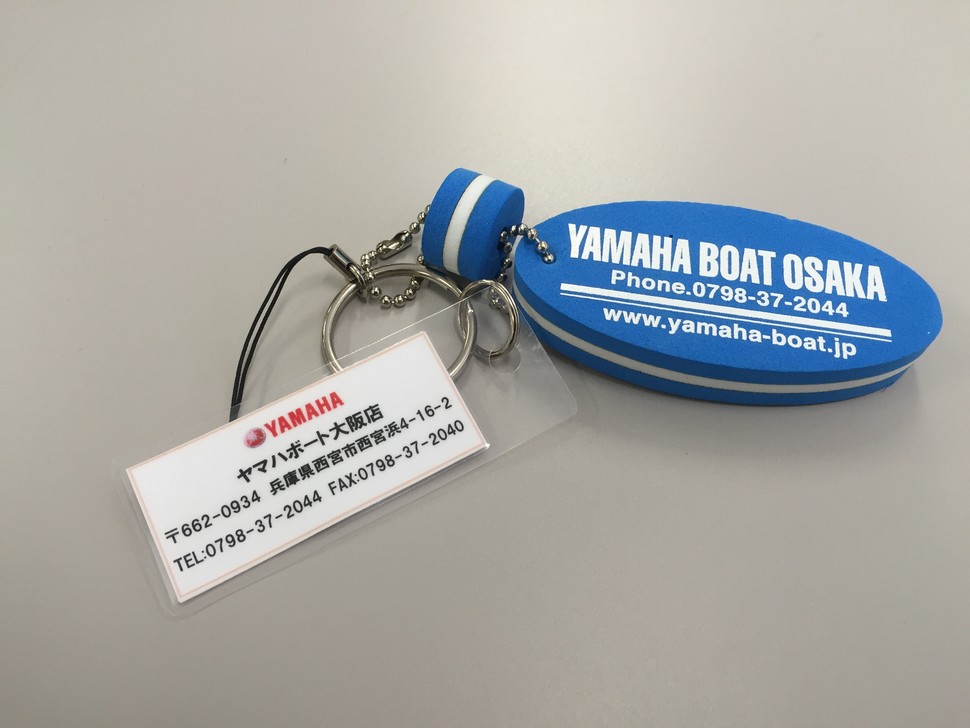 YAMAHA BOAT OSAKA
Phone.0798-37-2044
www.yamaha-boat.jp
YAMAHA
ヤマハボート大阪店
〒662-0934 兵庫県西宮市西宮浜4-16-2
TEL:0798-37-2044 FAX:0798-37-2040